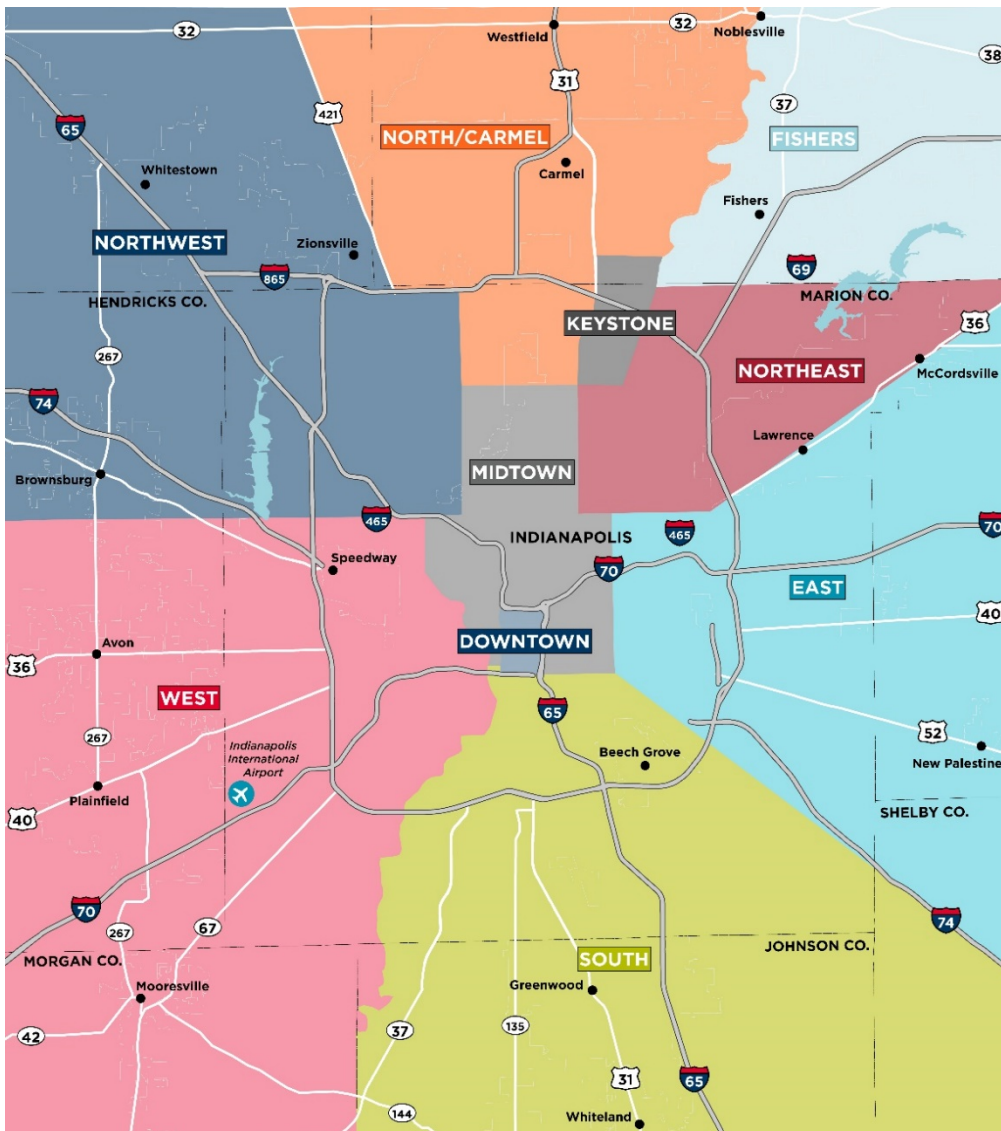 32
32
Westfield
Noblesville
38
31
37
421
65
NORTH/CARMEL
FISHERS
Carmel
Whitestown
Fishers
NORTHWEST
Zionsville
865
69
HENDRICKS CO.
MARION CO.
KEYSTONE
36
267
NORTHEAST
McCordsville
74
Lawrence
MIDTOWN
Brownsburg
465
INDIANAPOLIS
465
70
Speedway
70
EAST
40
DOWNTOWN
Avon
36
WEST
65
52
267
Indianapolis
International
Airport
Beech Grove
New Palestine
Plainfield
40
SHELBY CO.
70
67
74
267
MORGAN CO.
JOHNSON CO.
SOUTH
Mooresville
Greenwood
42
37
135
31
65
144
Whiteland